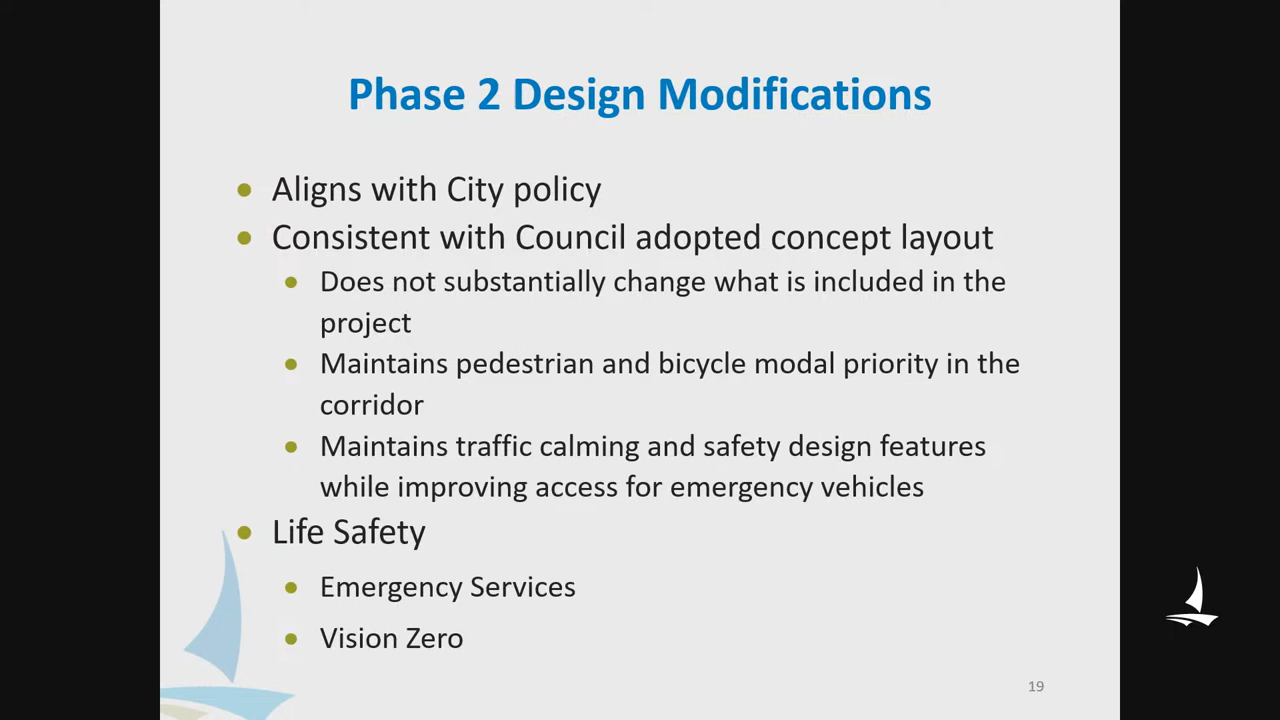 Phase 2 Design Modifications
• Aligns with City policy
• Consistent with Council adopted concept layout
• Does not substantially change what is included in the
project
• Maintains pedestrian and bicycle modal priority in the
corridor
• Maintains traffic calming and safety design features
while improving access for emergency vehicles
• Life Safety
• Emergency Services
• Vision Zero
19